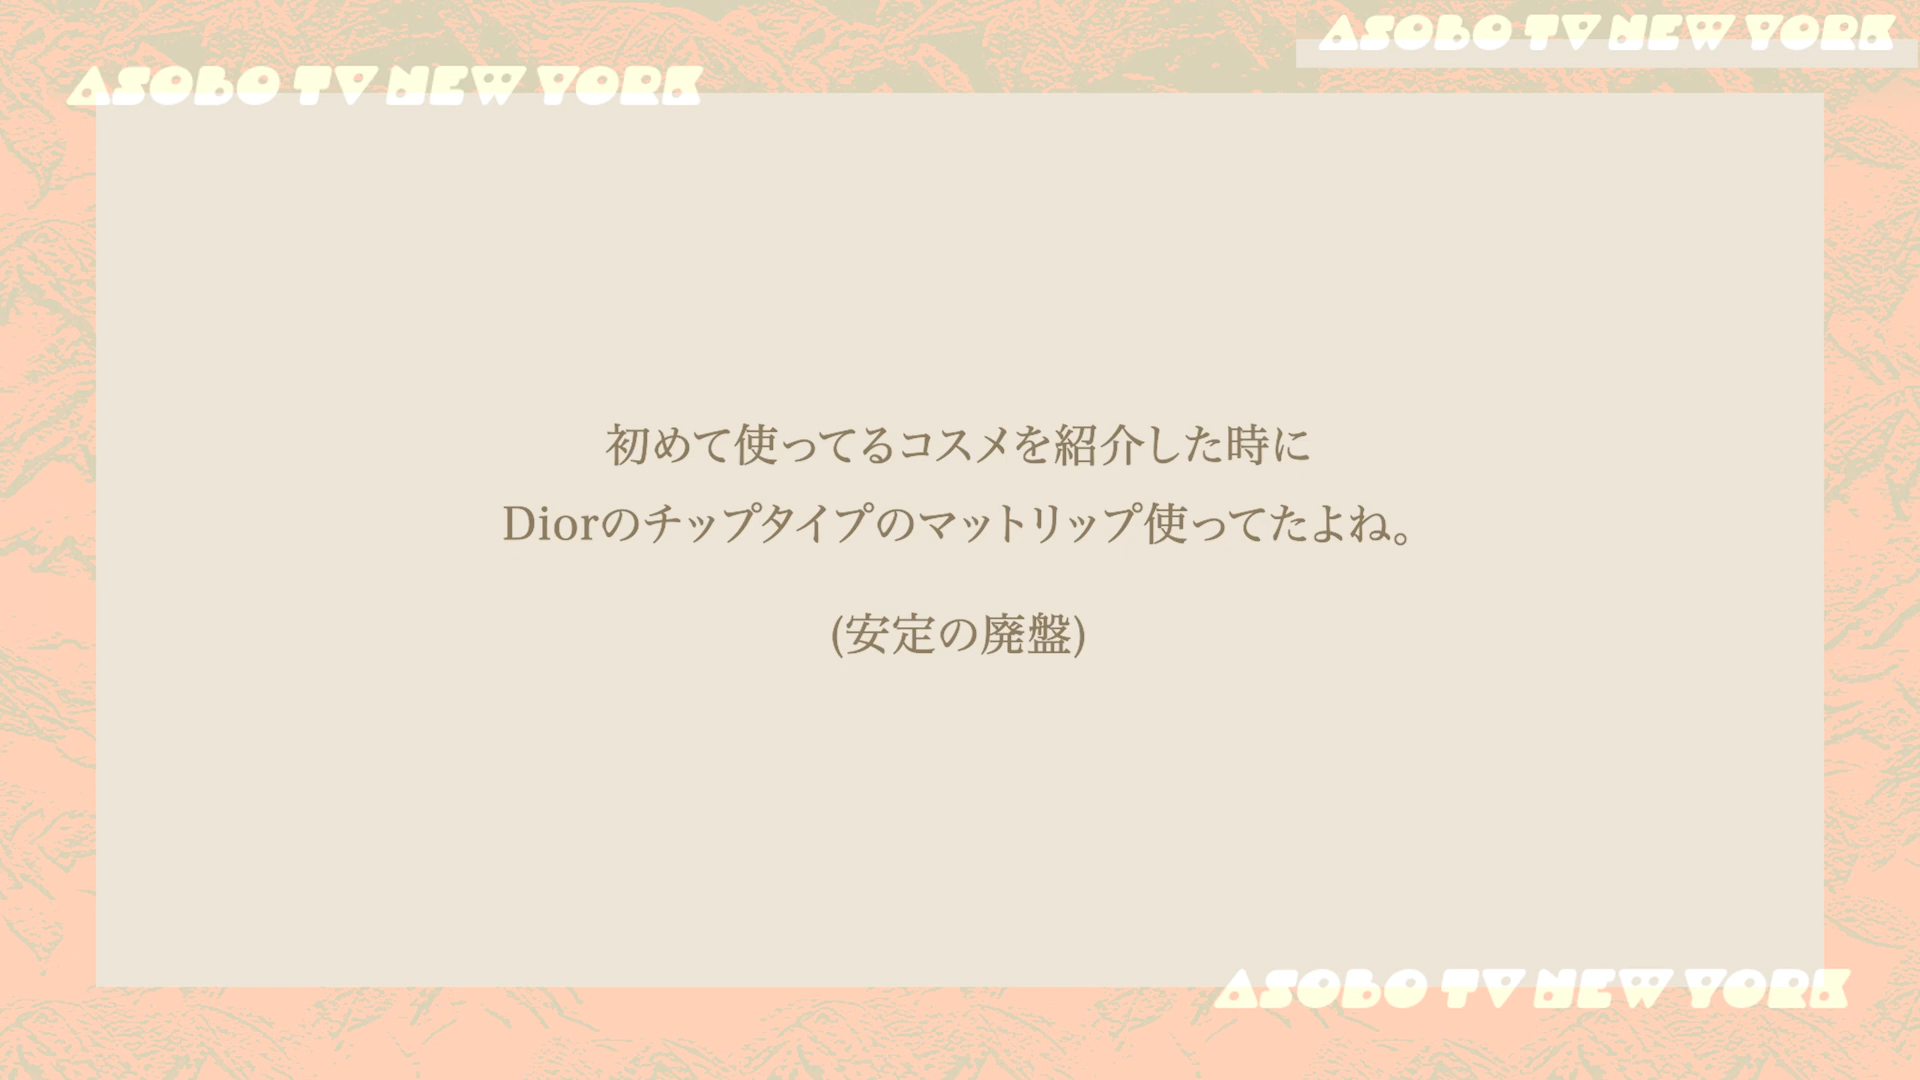 ASOBO TV NEW YORK
ASOBO TV NEW YORK
初めて使ってるコスメを紹介した時に
Diorのチップタイプのマットリップ使ってたよね。
(安定の廃盤)
ASOBO TV NEW YORK